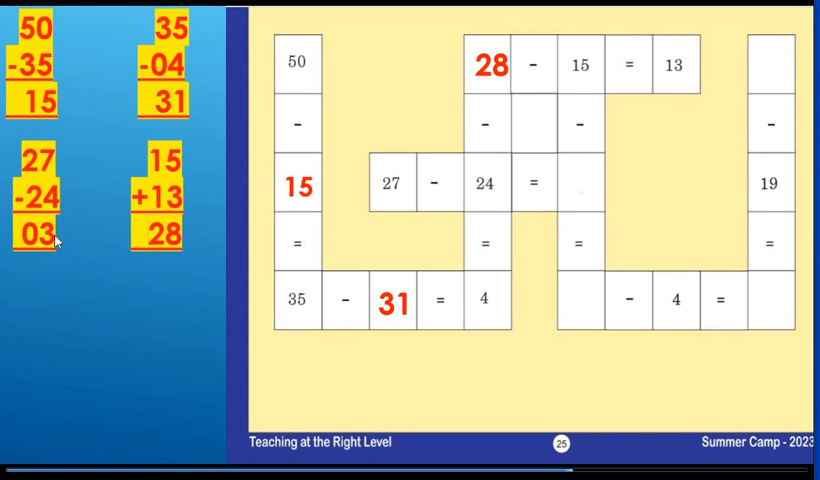 50
-35
15
35
-04
31
27
-24
03
15
+13
28
50
28 - 15 = 13
- - - -
15
27 - 24 =
19
= = = =
35 - 31 = 4
- 4 =
Teaching at the Right Level
25
Summer Camp - 2023